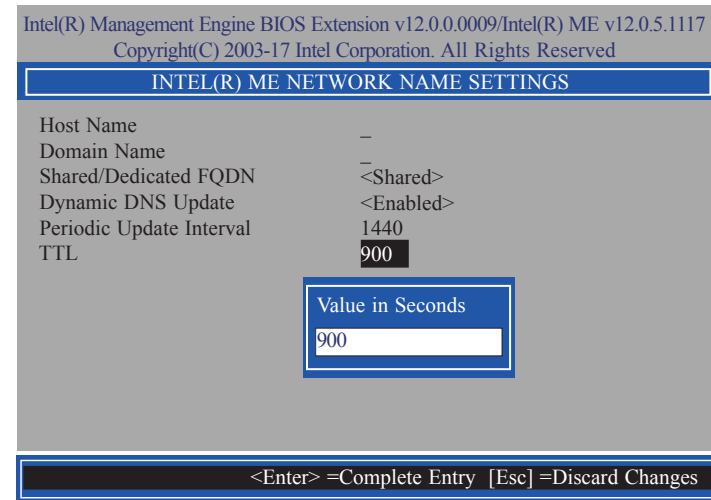 Intel(R) Management Engine BIOS Extension v12.0.0.0009/Intel(R) ME v12.0.5.1117
Copyright(C) 2003-17 Intel Corporation. All Rights Reserved
INTEL(R) ME NETWORK NAME SETTINGS
Host Name _
Domain Name _
Shared/Dedicated FQDN <Shared>
Dynamic DNS Update <Enabled>
Periodic Update Interval 1440
TTL 900
Value in Seconds
900
<Enter> =Complete Entry [Esc] =Discard Changes